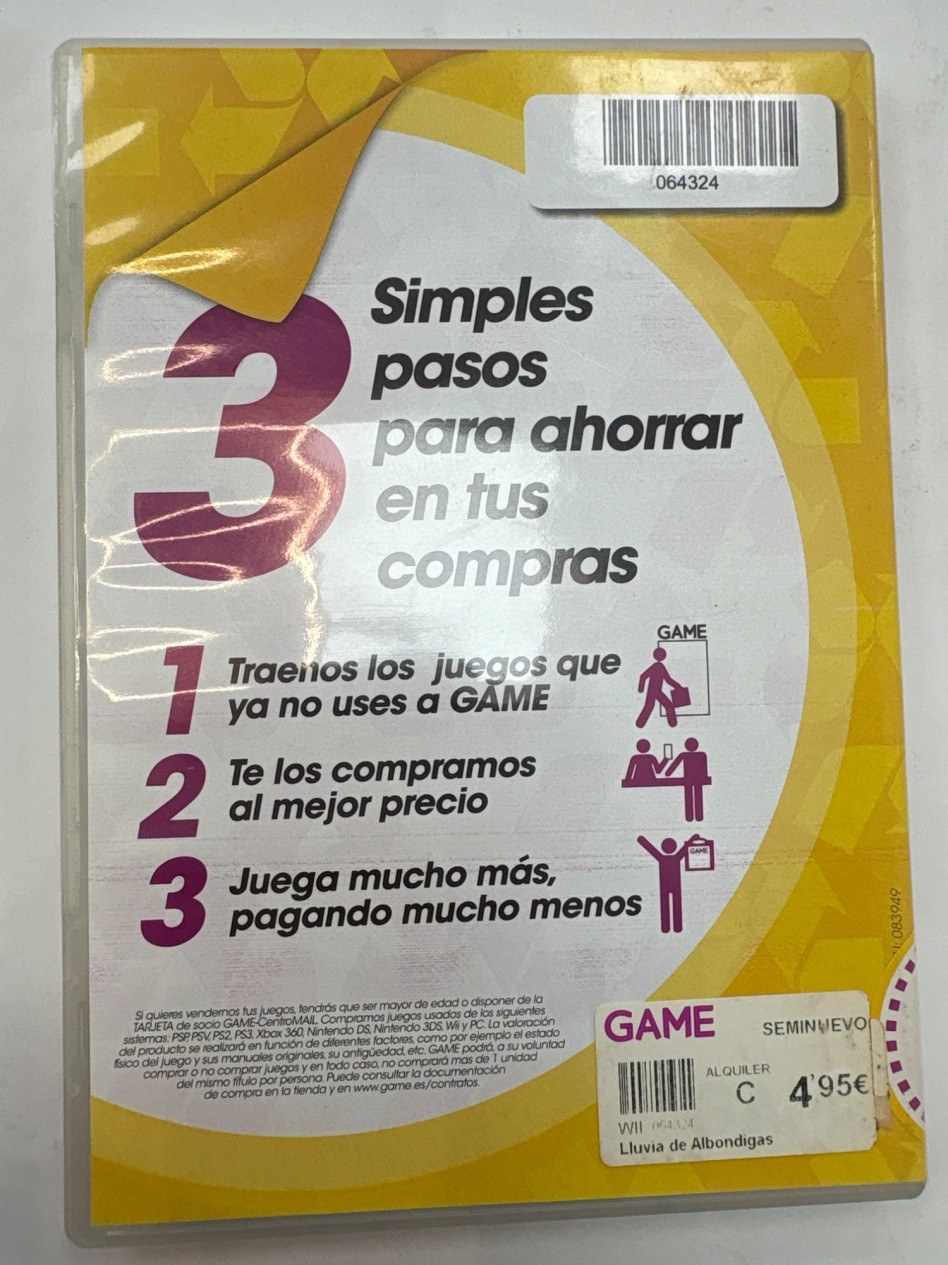 064324
3
Simples
pasos
para ahorrar
en tus
compras
1
Traenos los juegos que
ya no uses a GAME
GAME
2
Te los compramos
al mejor precio
3
Juega mucho más,
pagando mucho menos
GAME
083949
Si quieres vendernos tus juegos, tendrás que ser mayor de edad o disponer de la
TARJETA de socio GAME-CentroMAIL. Compramos juegos usados de los siguientes
sistemas: PSP, PSV, PS2, PS3, Xbox 360, Nintendo DS, Nintendo 3DS, Wii y PC. La valoración
del producto se realizará en función de diferentes factores, como por ejemplo el estado
físico del juego y sus manuales originales, su antigüedad, etc. GAME podrá, a su voluntad
comprar o no comprar juegos y en todo caso, no comprará mas de 1 unidad
del mismo título por persona. Puede consultar la documentación
de compra en la tienda y en www.game.es/contratos.
GAME
SEMINUEVO
ALQUILER
C
4'95€
WII 064324
Lluvia de Albondigas